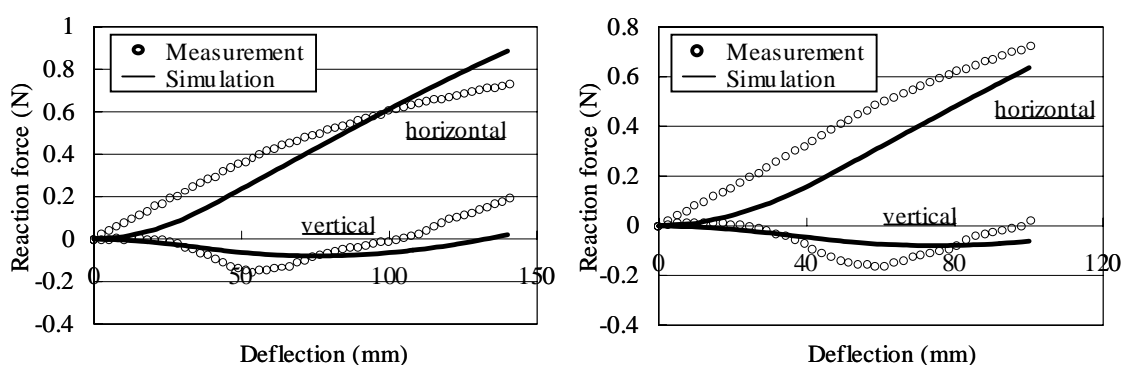 1
0.8
0.6
0.4
0.2
0
-0.2
-0.4
Reaction force (N)
Measurement
Simulation
horizontal
vertical
0
50
100
150
Deflection (mm)
0.8
0.6
0.4
0.2
0
-0.2
-0.4
Reaction force (N)
Measurement
Simulation
horizontal
vertical
0
40
80
120
Deflection (mm)